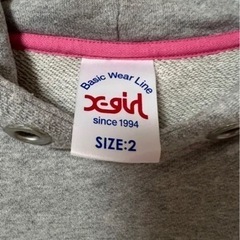 Basic Wear Line
X-girl
since 1994
SIZE:2